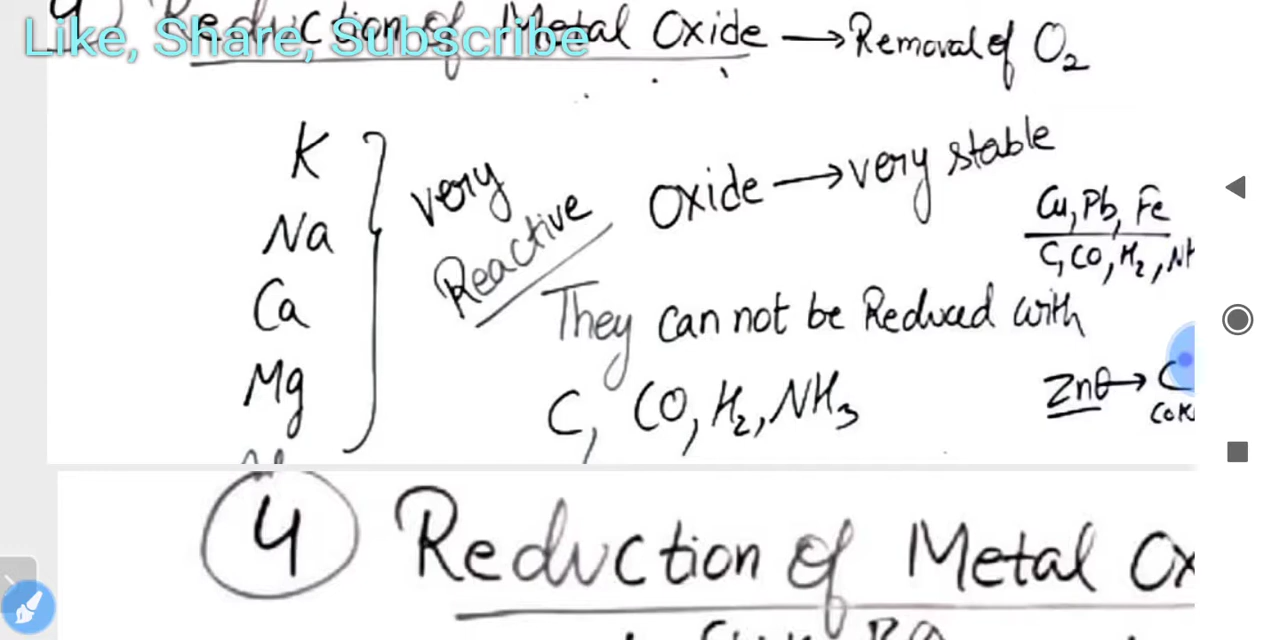 Reduction of Metal Oxide → Removal of O2
Like, Share, Subscribe
K
Na
Ca
Mg
very
Reactive
Oxide → very stable
Cu, Pb, Fe
C, CO, H2, NH
They can not be Reduced with
C, CO, H2, NH3
ZnO → C
4 Reduction of Metal Ox